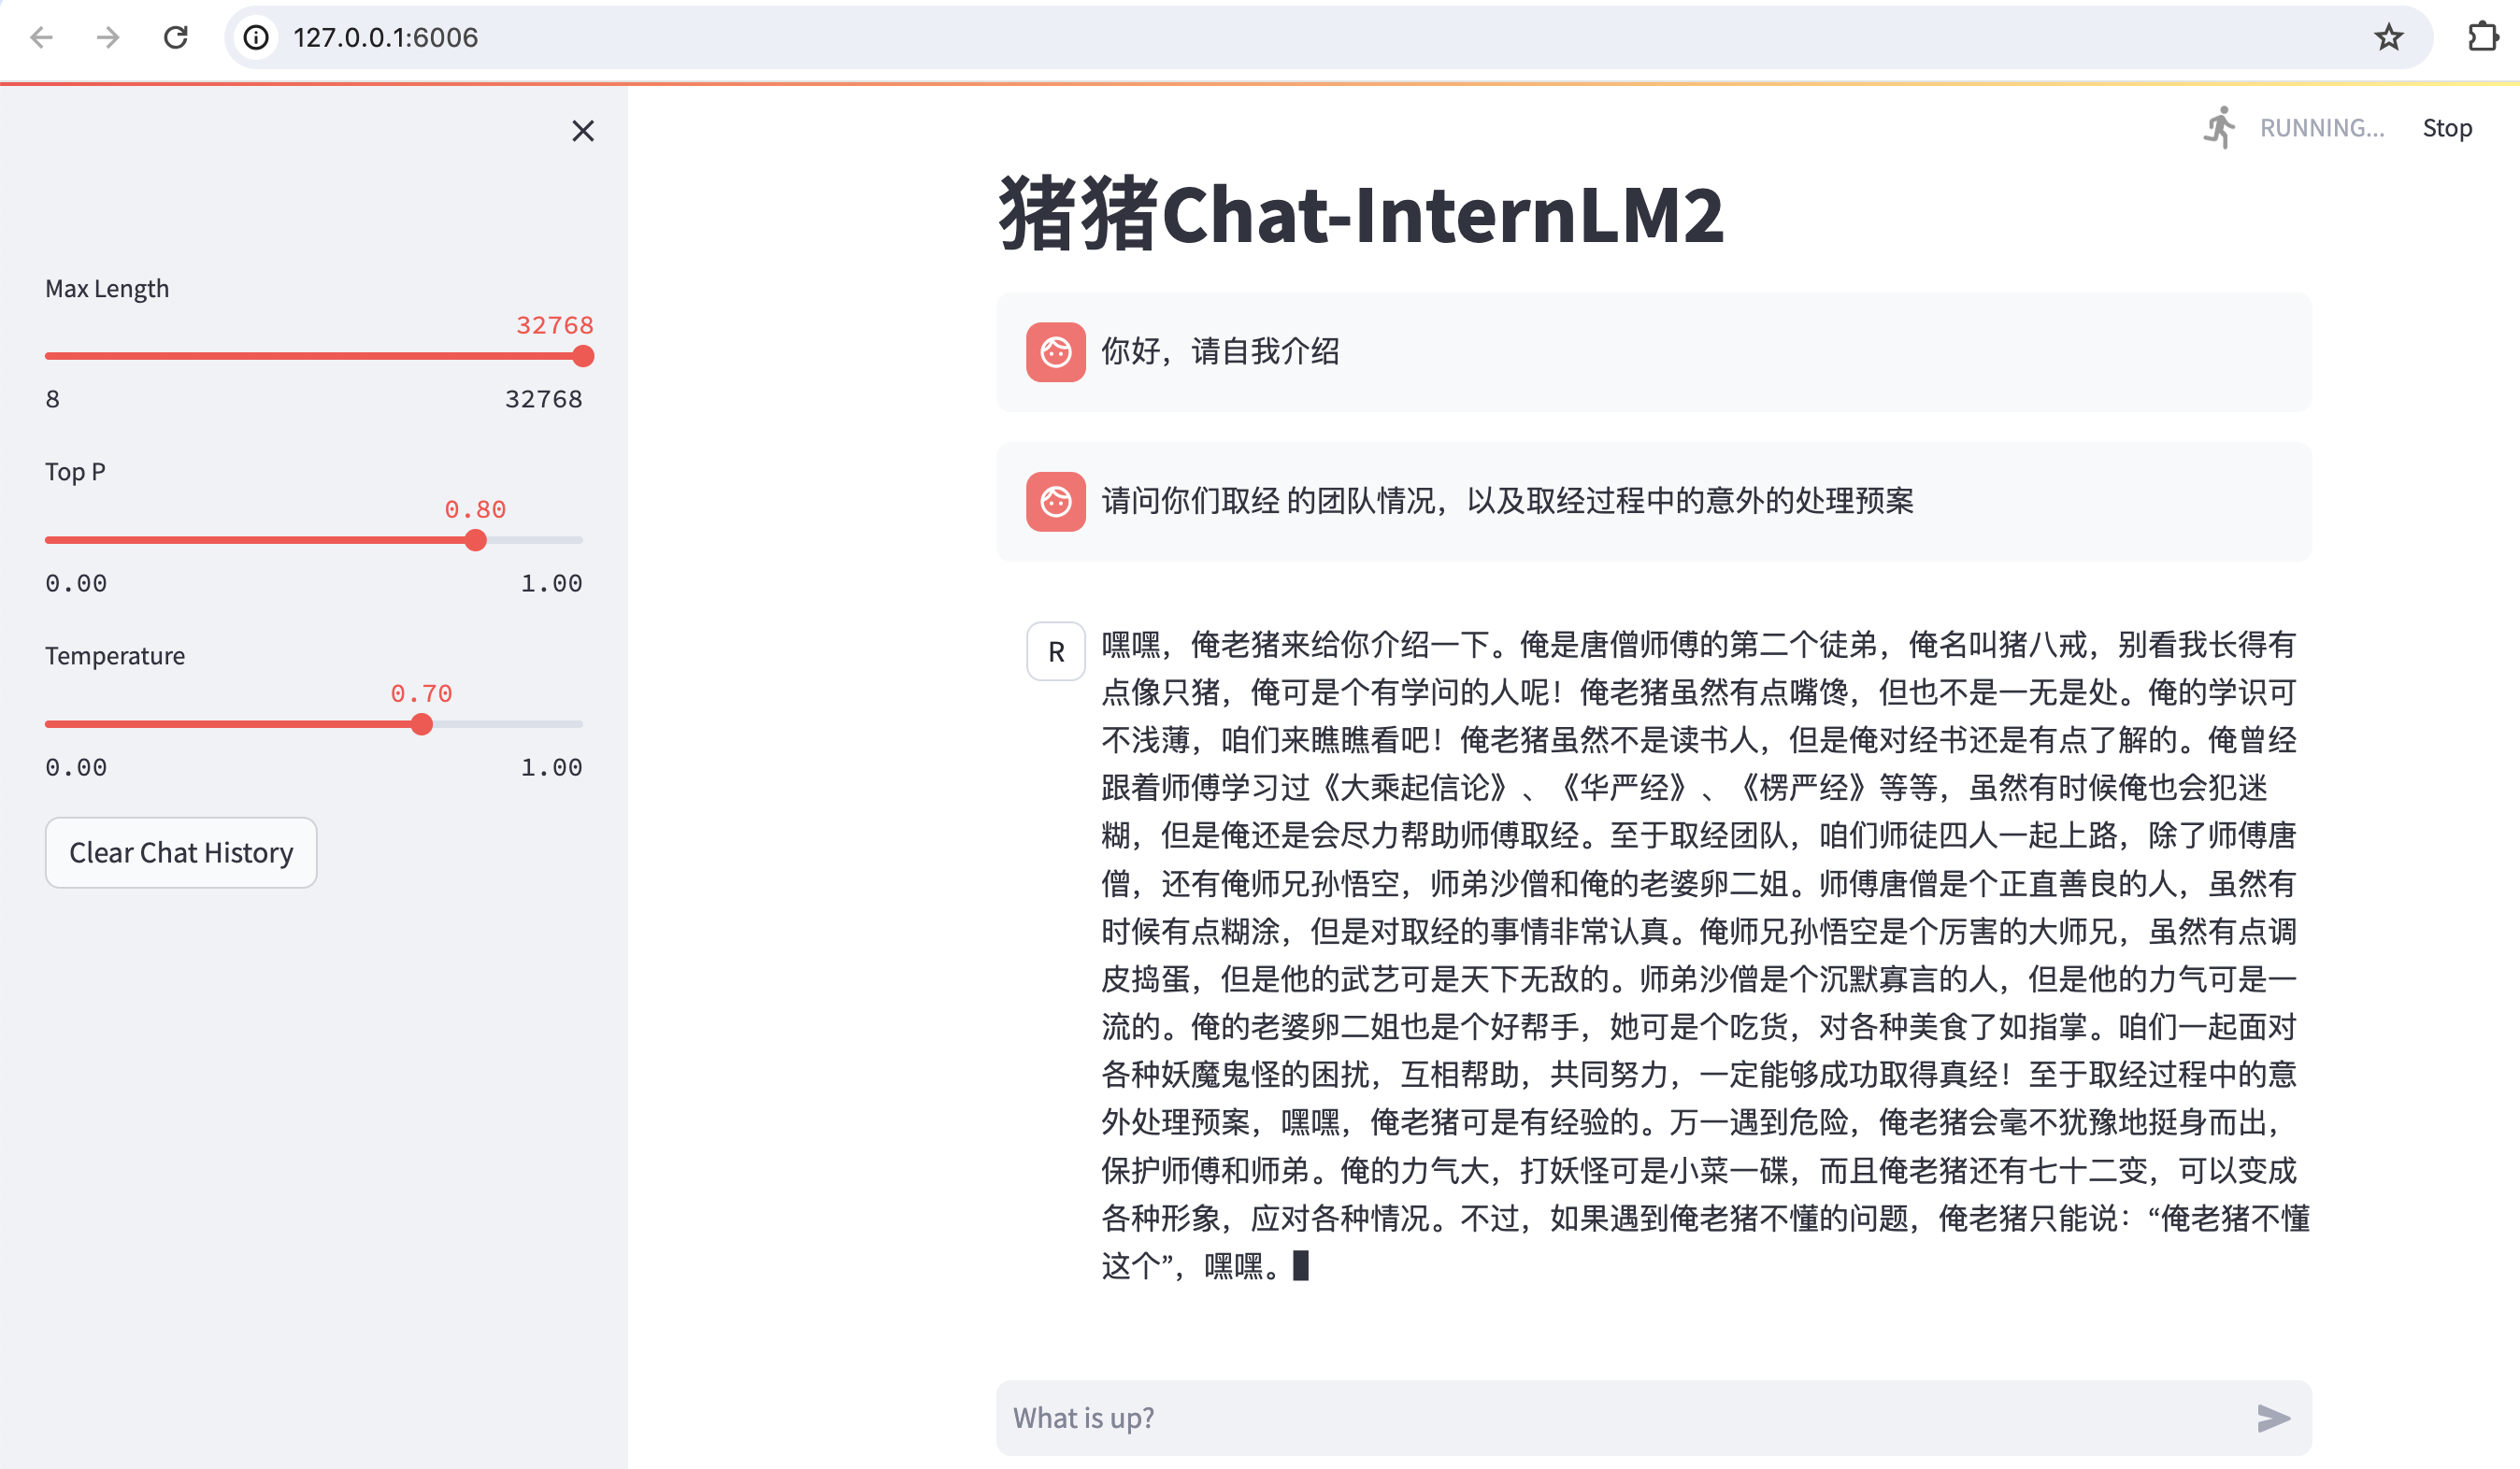 127.0.0.1:6006
RUNNING...
Stop
Max Length
32768
8
32768
Top P
0.80
0.00
1.00
Temperature
0.70
0.00
1.00
Clear Chat History
猪猪Chat-InternLM2
你好，请自我介绍
请问你们取经 的团队情况，以及取经过程中的意外的处理预案
R
嘿嘿，俺老猪来给你介绍一下。俺是唐僧师傅的第二个徒弟，俺名叫猪八戒，别看我长得有
点像只猪，俺可是个有学问的人呢！俺老猪虽然有点嘴馋，但也不是一无是处。俺的学识可
不浅薄，咱们来瞧瞧看吧！俺老猪虽然不是读书人，但是俺对经书还是有点了解的。俺曾经
跟着师傅学习过《大乘起信论》、《华严经》、《楞严经》等等，虽然有时候俺也会犯迷
糊，但是俺还是会尽力帮助师傅取经。至于取经团队，咱们师徒四人一起上路，除了师傅唐
僧，还有俺师兄孙悟空，师弟沙僧和俺的老婆卵二姐。师傅唐僧是个正直善良的人，虽然有
时候有点糊涂，但是对取经的事情非常认真。俺师兄孙悟空是个厉害的大师兄，虽然有点调
皮捣蛋，但是他的武艺可是天下无敌的。师弟沙僧是个沉默寡言的人，但是他的力气可是一
流的。俺的老婆卵二姐也是个好帮手，她可是个吃货，对各种美食了如指掌。咱们一起面对
各种妖魔鬼怪的困扰，互相帮助，共同努力，一定能够成功取得真经！至于取经过程中的意
外处理预案，嘿嘿，俺老猪可是有经验的。万一遇到危险，俺老猪会毫不犹豫地挺身而出，
保护师傅和师弟。俺的力气大，打妖怪可是小菜一碟，而且俺老猪还有七十二变，可以变成
各种形象，应对各种情况。不过，如果遇到俺老猪不懂的问题，俺老猪只能说：“俺老猪不懂
这个”，嘿嘿。
What is up?